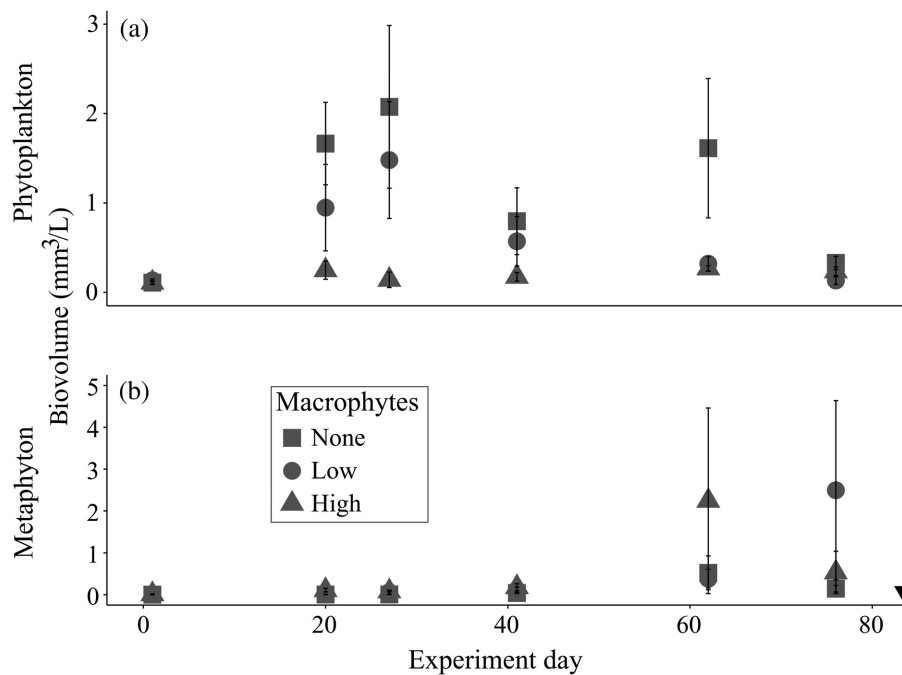 (a)
3
2
1
0
Phytoplankton
Biovolume (mm³/L)
(b)
5
4
3
2
1
0
Metaphyton
Macrophytes
None
Low
High
0 20 40 60 80
Experiment day